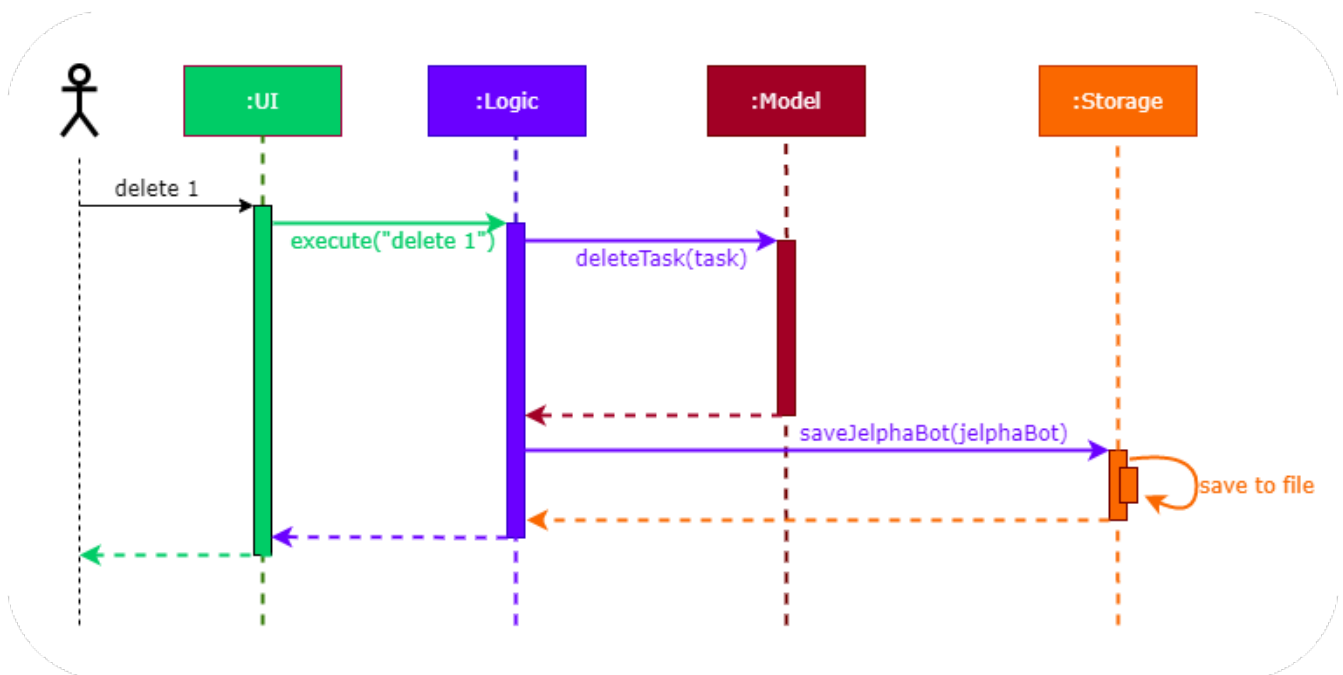 :UI
:Logic
:Model
:Storage
delete 1
execute("delete 1")
deleteTask(task)
saveJelphaBot(jelphaBot)
save to file